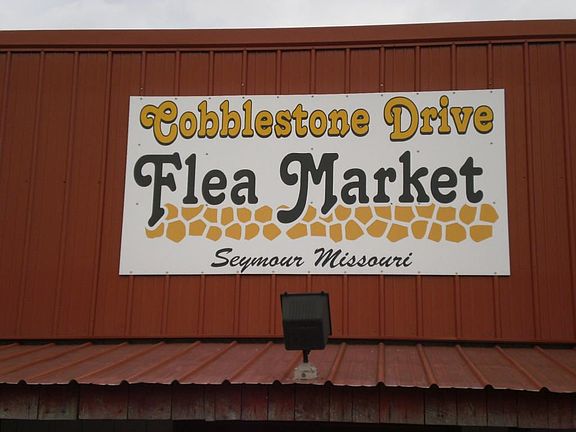 Cobblestone Drive
Flea Market
Seymour Missouri